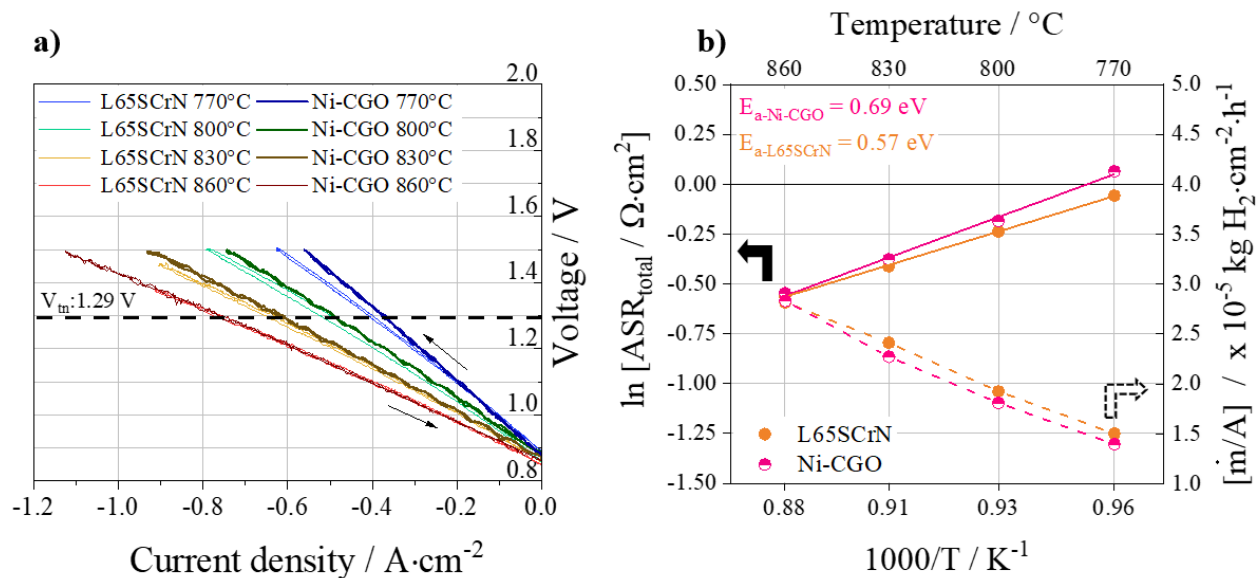 a)
2.0
1.8
1.6
1.5
1.4
1.2
1.0
0.8
Voltage / V
L65SCrN 770°C Ni-CGO 770°C
L65SCrN 800°C Ni-CGO 800°C
L65SCrN 830°C Ni-CGO 830°C
L65SCrN 860°C Ni-CGO 860°C
Vtn:1.29 V
-1.2 -1.0 -0.8 -0.6 -0.4 -0.2 0.0
Current density / A·cm-2
b)
Temperature / °C
860 830 800 770
Ea-Ni-CGO = 0.69 eV
Ea-L65SCrN = 0.57 eV
ln [ASRtotal / Ω·cm2]
0.50
0.25
0.00
-0.25
-0.50
-0.75
-1.00
-1.25
-1.50
5.0
4.5
4.0
3.5
3.0
2.5
2.0
1.5
1.0
[ṁ/A] / x 10-5 kg H2·cm-2·h-1
L65SCrN
Ni-CGO
0.88 0.91 0.93 0.96
1000/T / K-1